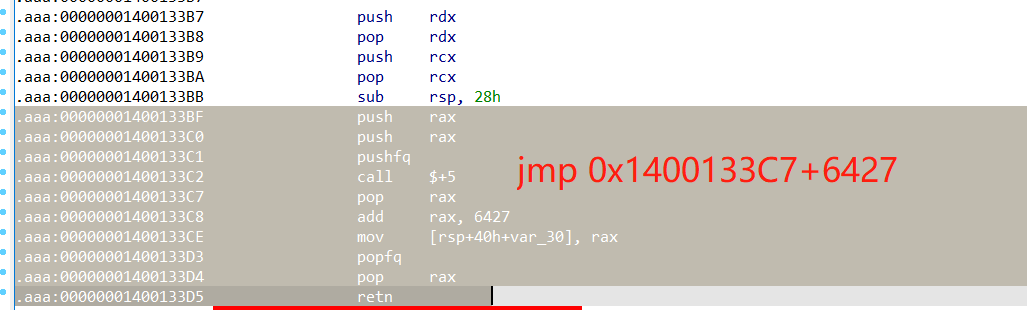 .aaa:00000001400133B7 push rdx
.aaa:00000001400133B8 pop rdx
.aaa:00000001400133B9 push rcx
.aaa:00000001400133BA pop rcx
.aaa:00000001400133BB sub rsp, 28h
.aaa:00000001400133BF push rax
.aaa:00000001400133C0 push rax
.aaa:00000001400133C1 pushfq
.aaa:00000001400133C2 call $+5
jmp 0x1400133C7+6427
.aaa:00000001400133C7 pop rax
.aaa:00000001400133C8 add rax, 6427
.aaa:00000001400133CE mov [rsp+40h+var_30], rax
.aaa:00000001400133D3 popfq
.aaa:00000001400133D4 pop rax
.aaa:00000001400133D5 retn